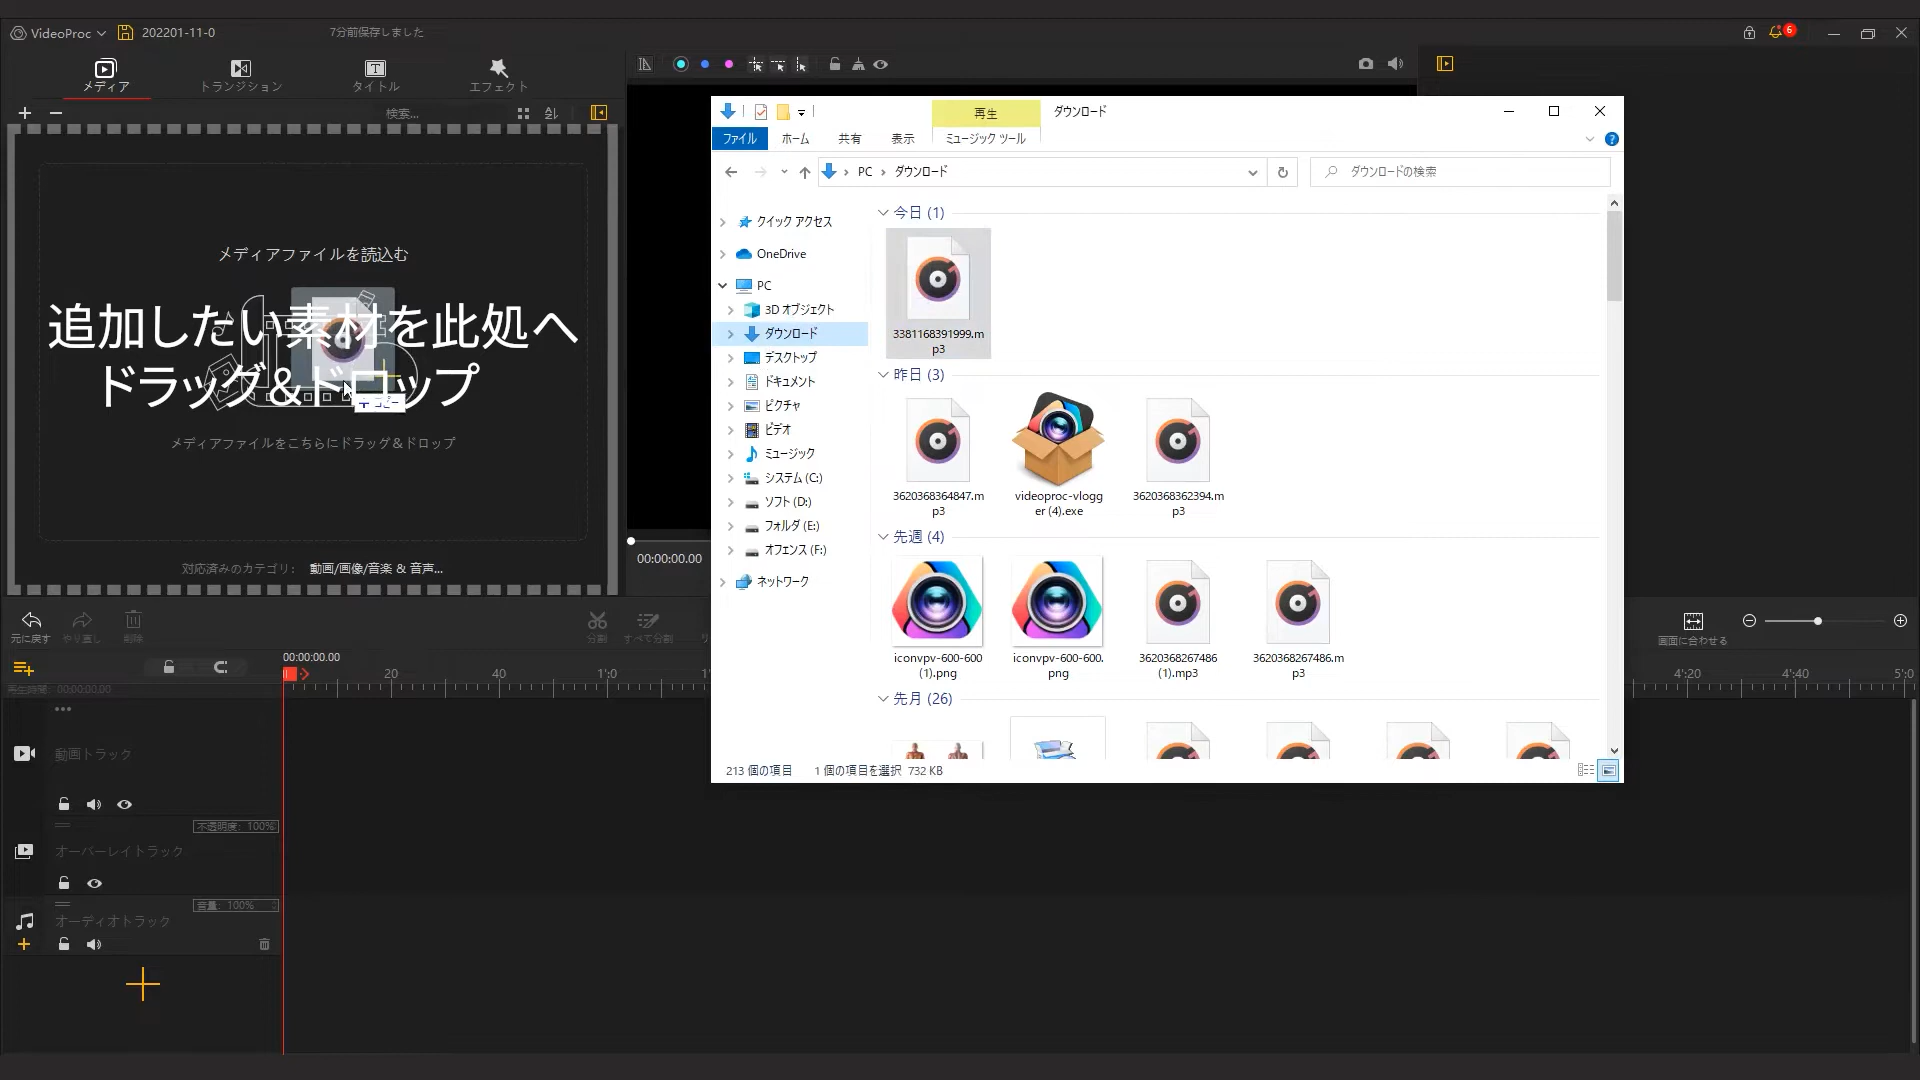 VideoProc
202201-11-0
7分前保存しました
6
メディア
トランジション
タイトル
エフェクト
検索...
メディアファイルを読込む
追加したい素材を此処へ
ドラッグ&ドロップ
メディアファイルをこちらにドラッグ&ドロップ
対応済みのカテゴリ: 動画/画像/音楽 & 音声...
再生
ダウンロード
ファイル
ホーム
共有
表示
ミュージック ツール
PC › ダウンロード
ダウンロードの検索
クイック アクセス
OneDrive
PC
3D オブジェクト
ダウンロード
デスクトップ
ドキュメント
ピクチャ
ビデオ
ミュージック
システム (C:)
ソフト (D:)
フォルダ (E:)
オフェンス (F:)
ネットワーク
今日 (1)
3381168391999.m
p3
昨日 (3)
3620368364847.m
p3
videoproc-vlogg
er (4).exe
3620368362394.m
p3
先週 (4)
iconvpv-600-600
(1).png
iconvpv-600-600.
png
3620368267486
(1).mp3
3620368267486.m
p3
先月 (26)
213 個の項目
1 個の項目を選択 732 KB
00:00:00.00
元に戻す
やり直し
削除
分割
すべて分割
画面に合わせる
再生時間: 00:00:00.00
00:00:00.00
20
40
1':0
4':20
4':40
5':0
動画トラック
不透明度: 100%
オーバーレイトラック
音量: 100%
オーディオトラック